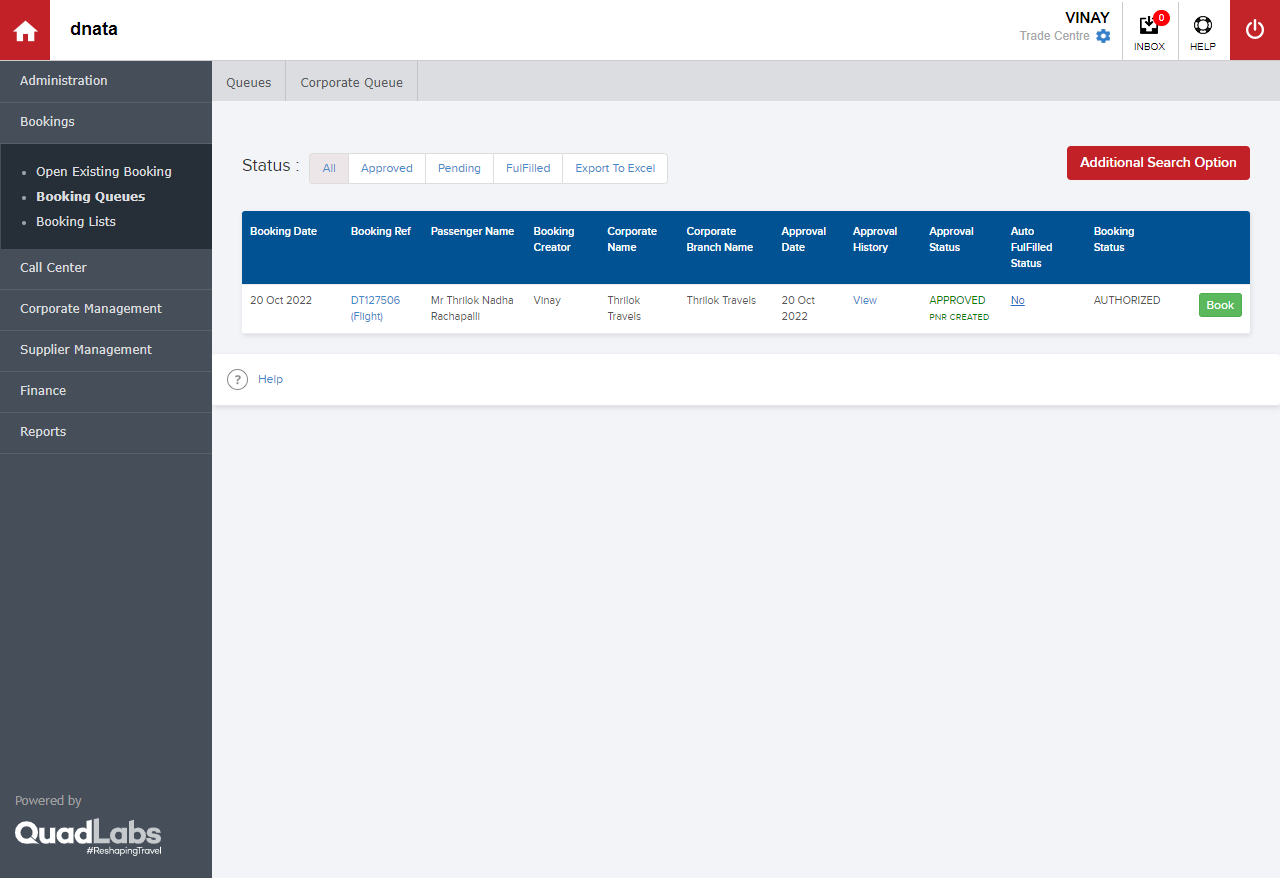 dnata
VINAY
Trade Centre
0
INBOX
HELP
Administration
Bookings
Open Existing Booking
Booking Queues
Booking Lists
Call Center
Corporate Management
Supplier Management
Finance
Reports
Powered by
QuadLabs
#ReshapingTravel
Queues
Corporate Queue
Status :
All
Approved
Pending
FulFilled
Export To Excel
Additional Search Option
Booking Date
Booking Ref
Passenger Name
Booking
Creator
Corporate
Name
Corporate
Branch Name
Approval
Date
Approval
History
Approval
Status
Auto
FulFilled
Status
Booking
Status
20 Oct 2022
DT127506
(Flight)
Mr Thrilok Nadha
Rachapalli
Vinay
Thrilok
Travels
Thrilok Travels
20 Oct
2022
View
APPROVED
PNR CREATED
No
AUTHORIZED
Book
?
Help